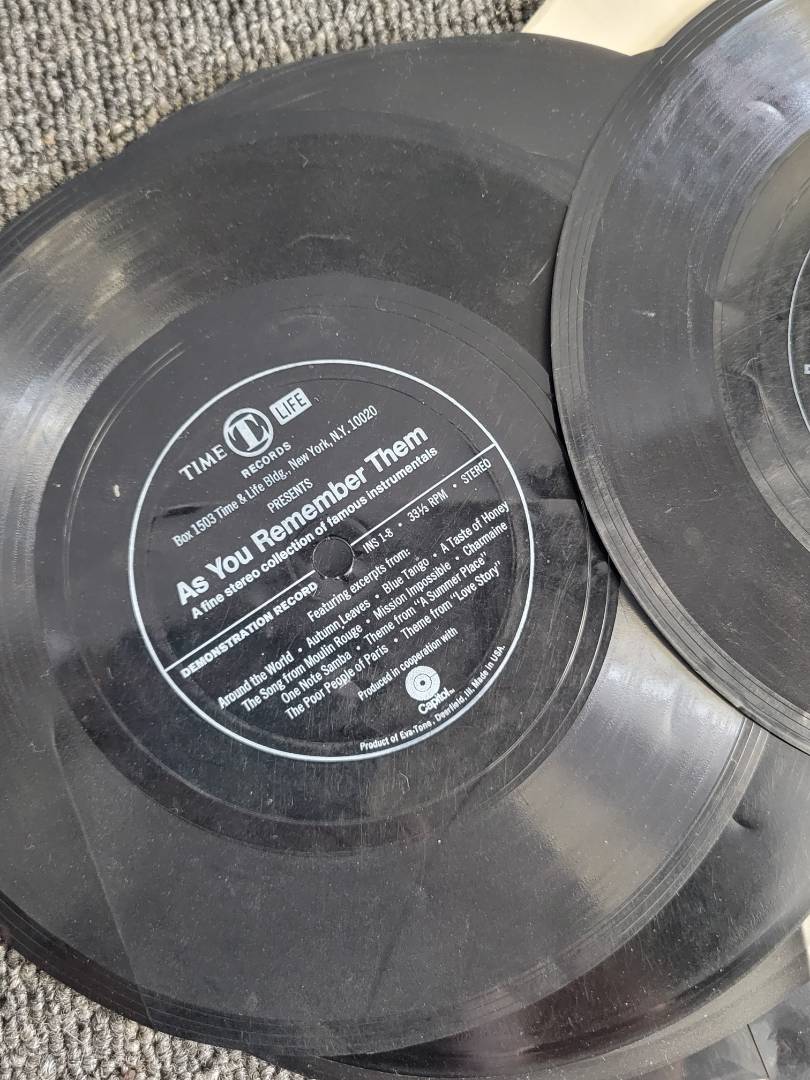 TIME TL LIFE
RECORDS
Box 1503 Time & Life Bldg., New York, N.Y. 10020
PRESENTS
As You Remember Them
A fine stereo collection of famous instrumentals
DEMONSTRATION RECORD INS 1-8 • 33⅓ RPM • STEREO
Featuring excerpts from:
Around the World • Autumn Leaves • Blue Tango • A Taste of Honey
The Song from Moulin Rouge • Mission Impossible • Charmaine
One Note Samba • Theme from "A Summer Place"
The Poor People of Paris • Theme from "Love Story"
Produced in cooperation with
Capitol™
Product of Eva-Tone, Deerfield, Ill. Made in USA.